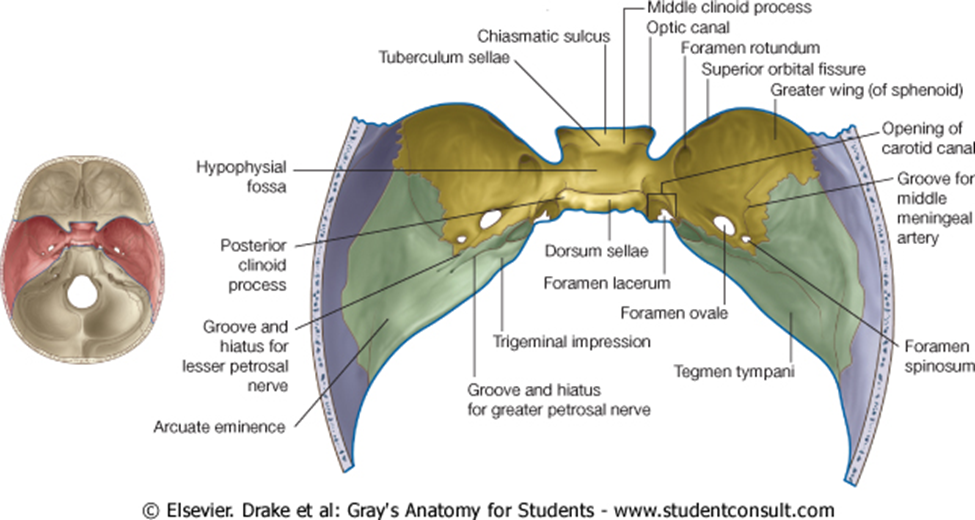 Middle clinoid process
Optic canal
Chiasmatic sulcus
Foramen rotundum
Tuberculum sellae
Superior orbital fissure
Greater wing (of sphenoid)
Opening of
carotid canal
Hypophysial
fossa
Groove for
middle
meningeal
artery
Posterior
clinoid
process
Dorsum sellae
Foramen lacerum
Foramen ovale
Groove and
hiatus for
lesser petrosal
nerve
Trigeminal impression
Foramen
spinosum
Tegmen tympani
Groove and hiatus
for greater petrosal nerve
Arcuate eminence
© Elsevier. Drake et al: Gray's Anatomy for Students - www.studentconsult.com